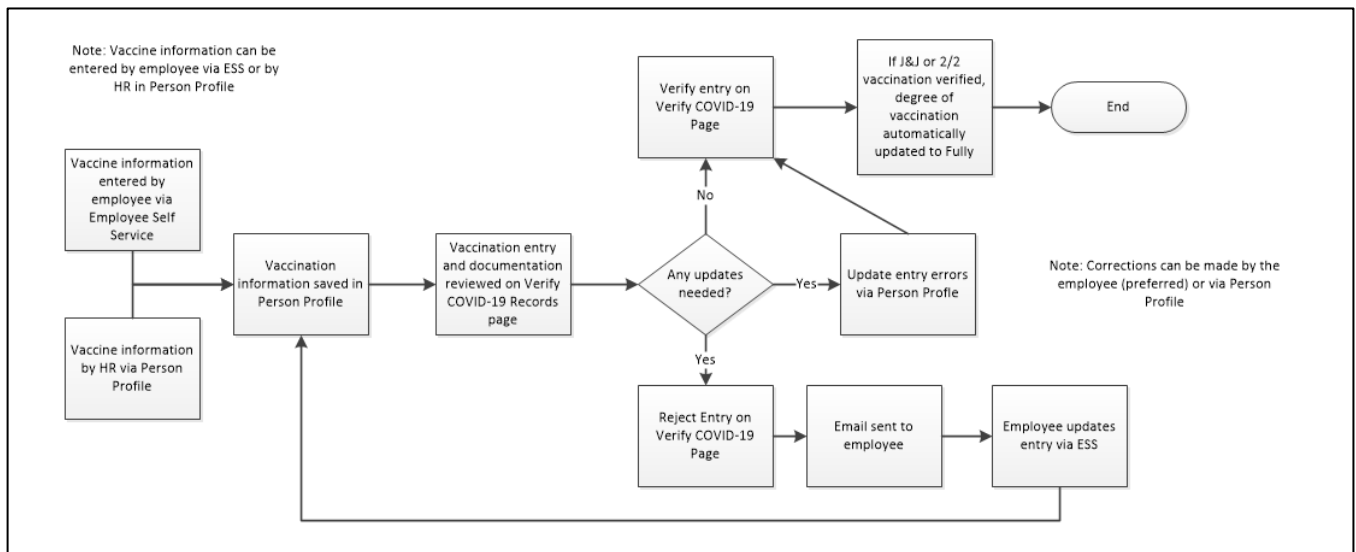 Note: Vaccine information can be
entered by employee via ESS or by
HR in Person Profile
Vaccine information
entered by
employee via
Employee Self
Service
Vaccine information
by HR via Person
Profile
Vaccination
information saved in
Person Profile
Vaccination entry
and documentation
reviewed on Verify
COVID-19 Records
page
Any updates
needed?
No
Verify entry on
Verify COVID-19
Page
If J&J or 2/2
vaccination verified,
degree of
vaccination
automatically
updated to Fully
End
Yes
Update entry errors
via Person Profle
Note: Corrections can be made by the
employee (preferred) or via Person
Profile
Yes
Reject Entry on
Verify COVID-19
Page
Email sent to
employee
Employee updates
entry via ESS